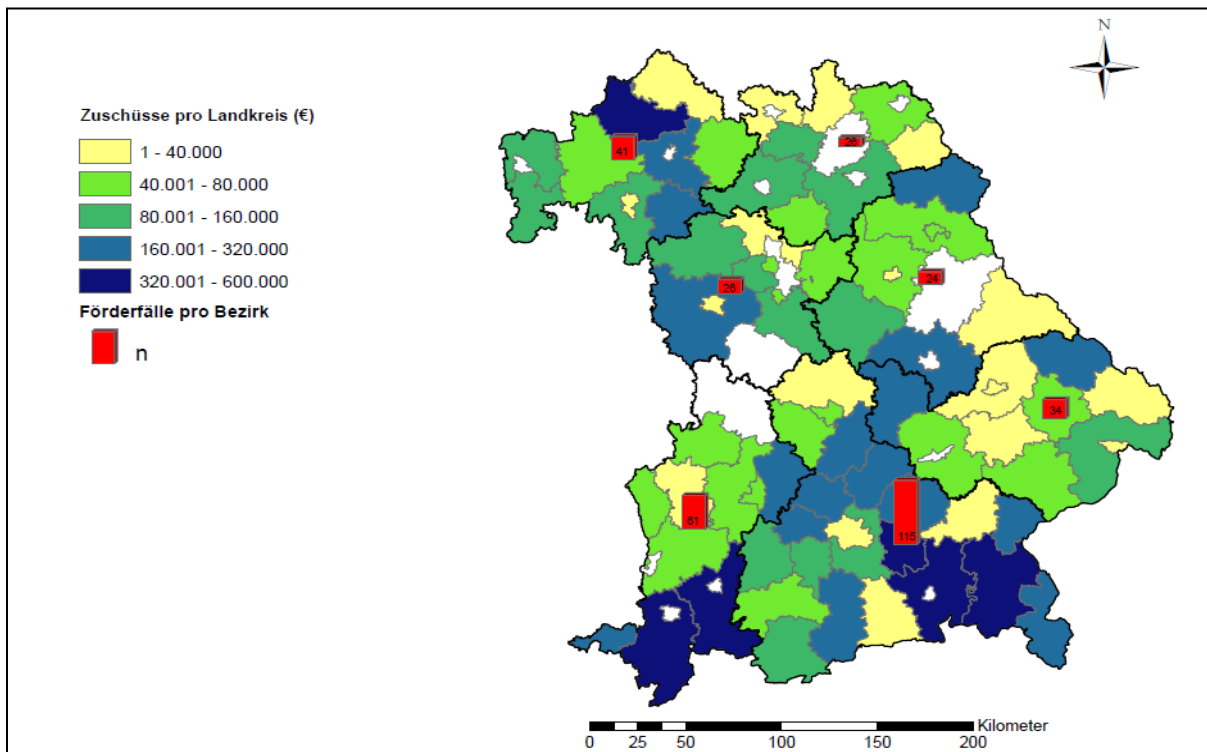 N
Zuschüsse pro Landkreis (€)
1 - 40.000
40.001 - 80.000
80.001 - 160.000
160.001 - 320.000
320.001 - 600.000
Förderfälle pro Bezirk
n
41
26
26
24
34
61
115
Kilometer
0 25 50 100 150 200